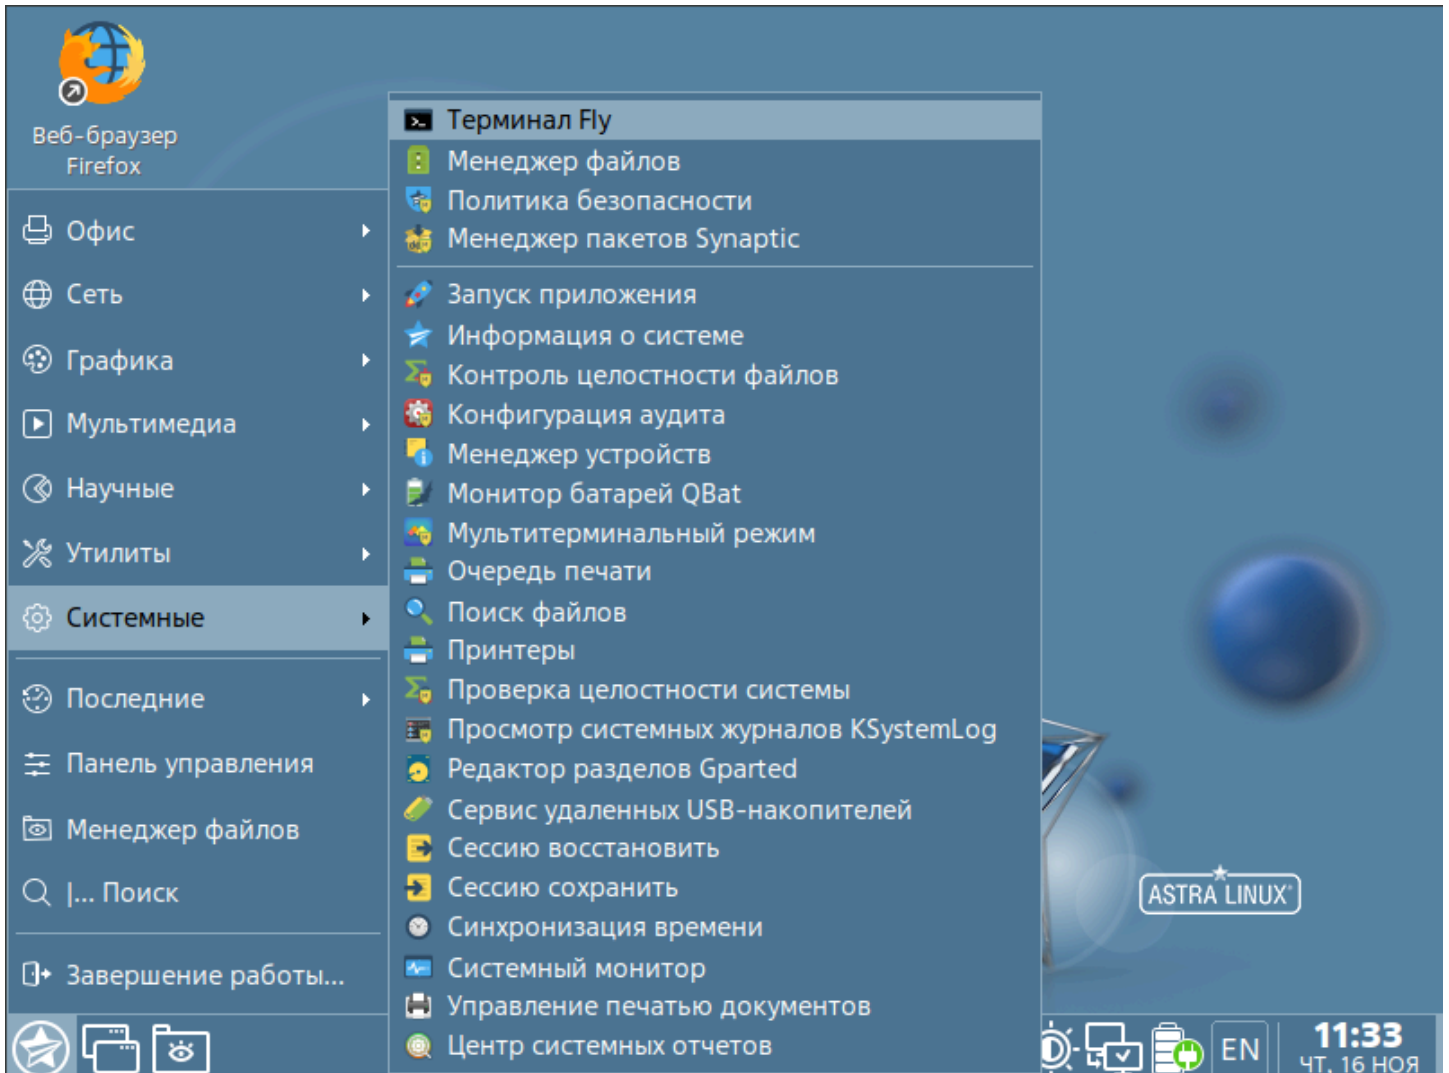 Веб-браузер
Firefox
Офис
Сеть
Графика
Мультимедиа
Научные
Утилиты
Системные
Последние
Панель управления
Менеджер файлов
|... Поиск
Завершение работы...
Терминал Fly
Менеджер файлов
Политика безопасности
Менеджер пакетов Synaptic
Запуск приложения
Информация о системе
Контроль целостности файлов
Конфигурация аудита
Менеджер устройств
Монитор батарей QBat
Мультитерминальный режим
Очередь печати
Поиск файлов
Принтеры
Проверка целостности системы
Просмотр системных журналов KSystemLog
Редактор разделов Gparted
Сервис удаленных USB-накопителей
Сессию восстановить
Сессию сохранить
Синхронизация времени
Системный монитор
Управление печатью документов
Центр системных отчетов
ASTRA LINUX®
EN
11:33
ЧТ, 16 НОЯ